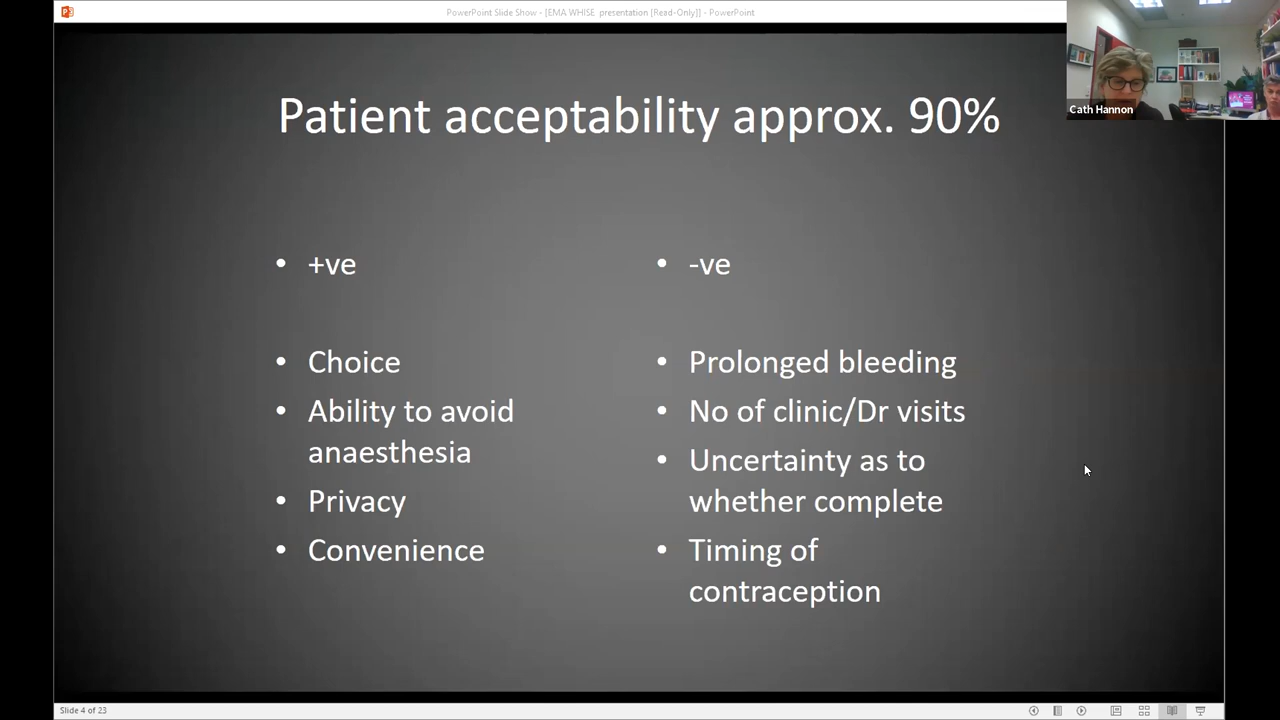 PowerPoint Slide Show - [EMA WHISE presentation [Read-Only]] - PowerPoint
Cath Hannon
Patient acceptability approx. 90%
• +ve
• Choice
• Ability to avoid
anaesthesia
• Privacy
• Convenience
• -ve
• Prolonged bleeding
• No of clinic/Dr visits
• Uncertainty as to
whether complete
• Timing of
contraception
Slide 4 of 23